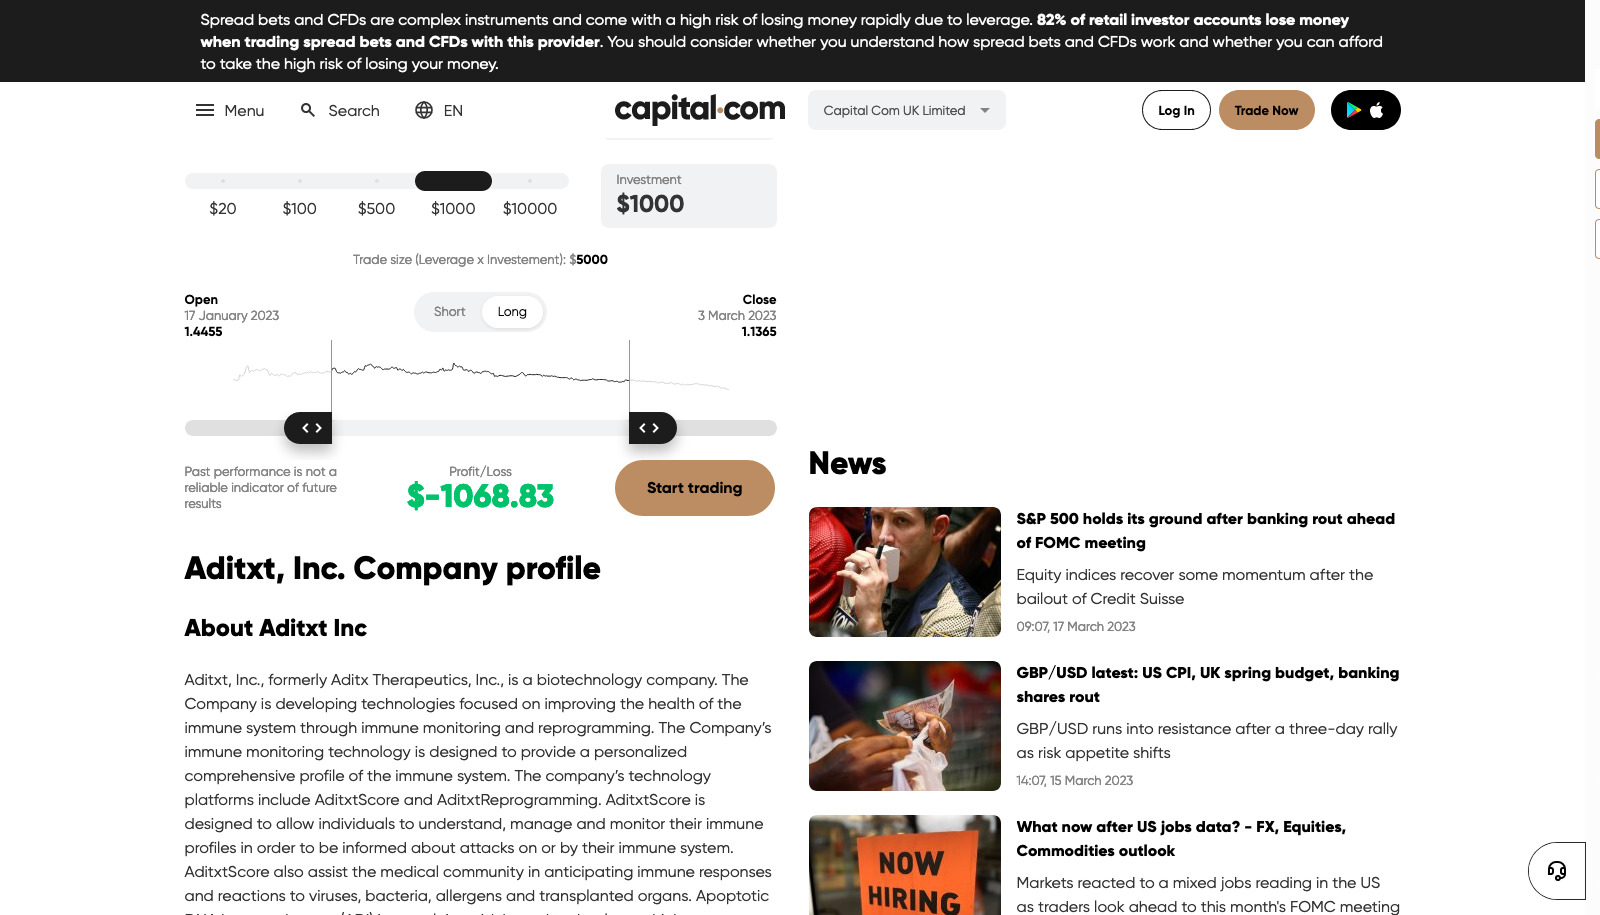 Spread bets and CFDs are complex instruments and come with a high risk of losing money rapidly due to leverage. 82% of retail investor accounts lose money
when trading spread bets and CFDs with this provider. You should consider whether you understand how spread bets and CFDs work and whether you can afford
to take the high risk of losing your money.
Menu
Search
EN
capital.com
Capital Com UK Limited
Log In
Trade Now
$20
$100
$500
$1000
$10000
Investment
$1000
Trade size (Leverage x Investement): $5000
Open
17 January 2023
1.4455
Short
Long
Close
3 March 2023
1.1365
Past performance is not a
reliable indicator of future
results
Profit/Loss
$-1068.83
Start trading
Aditxt, Inc. Company profile
About Aditxt Inc
Aditxt, Inc., formerly Aditx Therapeutics, Inc., is a biotechnology company. The
Company is developing technologies focused on improving the health of the
immune system through immune monitoring and reprogramming. The Company’s
immune monitoring technology is designed to provide a personalized
comprehensive profile of the immune system. The company’s technology
platforms include AditxtScore and AditxtReprogramming. AditxtScore is
designed to allow individuals to understand, manage and monitor their immune
profiles in order to be informed about attacks on or by their immune system.
AditxtScore also assist the medical community in anticipating immune responses
and reactions to viruses, bacteria, allergens and transplanted organs. Apoptotic
News
S&P 500 holds its ground after banking rout ahead
of FOMC meeting
Equity indices recover some momentum after the
bailout of Credit Suisse
09:07, 17 March 2023
GBP/USD latest: US CPI, UK spring budget, banking
shares rout
GBP/USD runs into resistance after a three-day rally
as risk appetite shifts
14:07, 15 March 2023
NOW
HIRING
What now after US jobs data? - FX, Equities,
Commodities outlook
Markets reacted to a mixed jobs reading in the US
as traders look ahead to this month's FOMC meeting